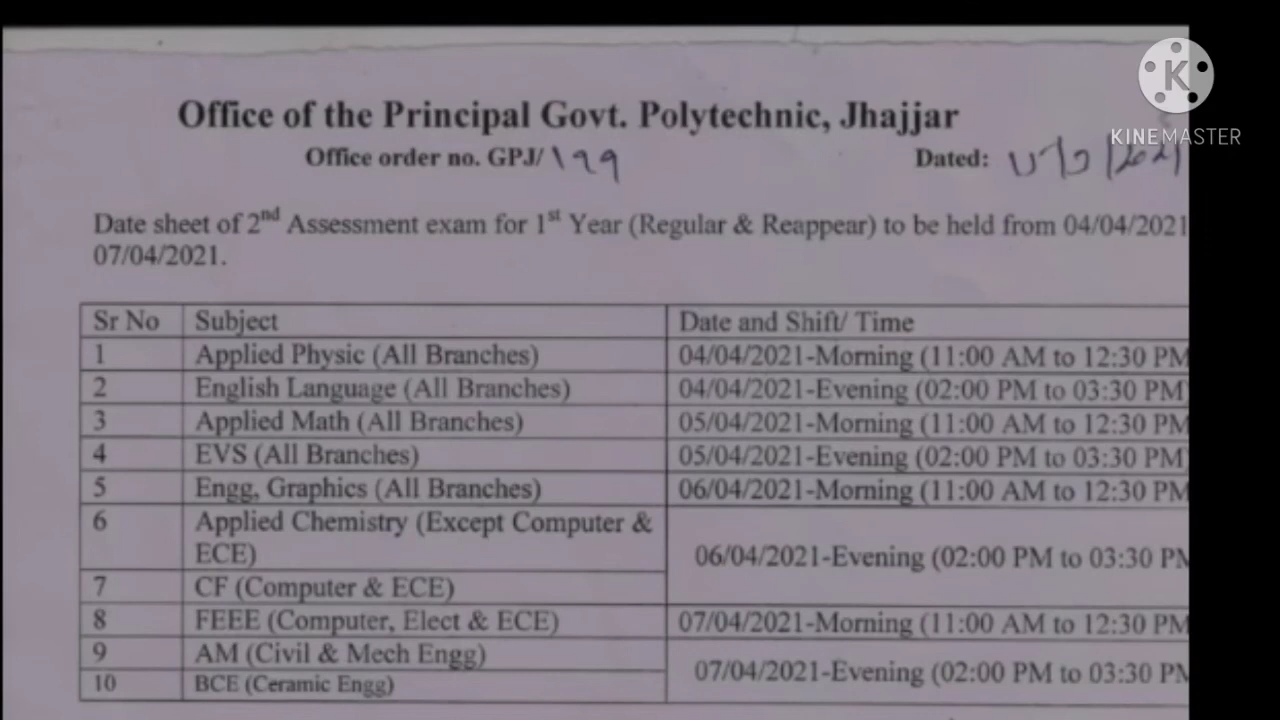 K
KINEMASTER
Office of the Principal Govt. Polytechnic, Jhajjar
Office order no. GPJ/199 Dated: /2021
Date sheet of 2nd Assessment exam for 1st Year (Regular & Reappear) to be held from 04/04/2021
07/04/2021.
Sr No Subject Date and Shift/ Time
1 Applied Physic (All Branches) 04/04/2021-Morning (11:00 AM to 12:30 PM
2 English Language (All Branches) 04/04/2021-Evening (02:00 PM to 03:30 PM)
3 Applied Math (All Branches) 05/04/2021-Morning (11:00 AM to 12:30 PM
4 EVS (All Branches) 05/04/2021-Evening (02:00 PM to 03:30 PM)
5 Engg, Graphics (All Branches) 06/04/2021-Morning (11:00 AM to 12:30 PM
6 Applied Chemistry (Except Computer &
ECE) 06/04/2021-Evening (02:00 PM to 03:30 PM
7 CF (Computer & ECE)
8 FEEE (Computer, Elect & ECE) 07/04/2021-Morning (11:00 AM to 12:30 PM
9 AM (Civil & Mech Engg) 07/04/2021-Evening (02:00 PM to 03:30 PM
10 BCE (Ceramic Engg)